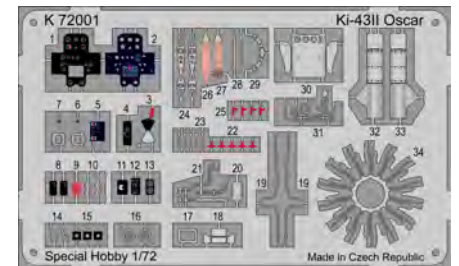 K 72001 Ki-43II Oscar
1 2
26 27 28 29
30
7 6 5 4 3
24
25
31
23 22
32 33
8 9 10 11 12 13
21 20
19 19
34
14 15 16
17 18
Special Hobby 1/72 Made in Czech Republic